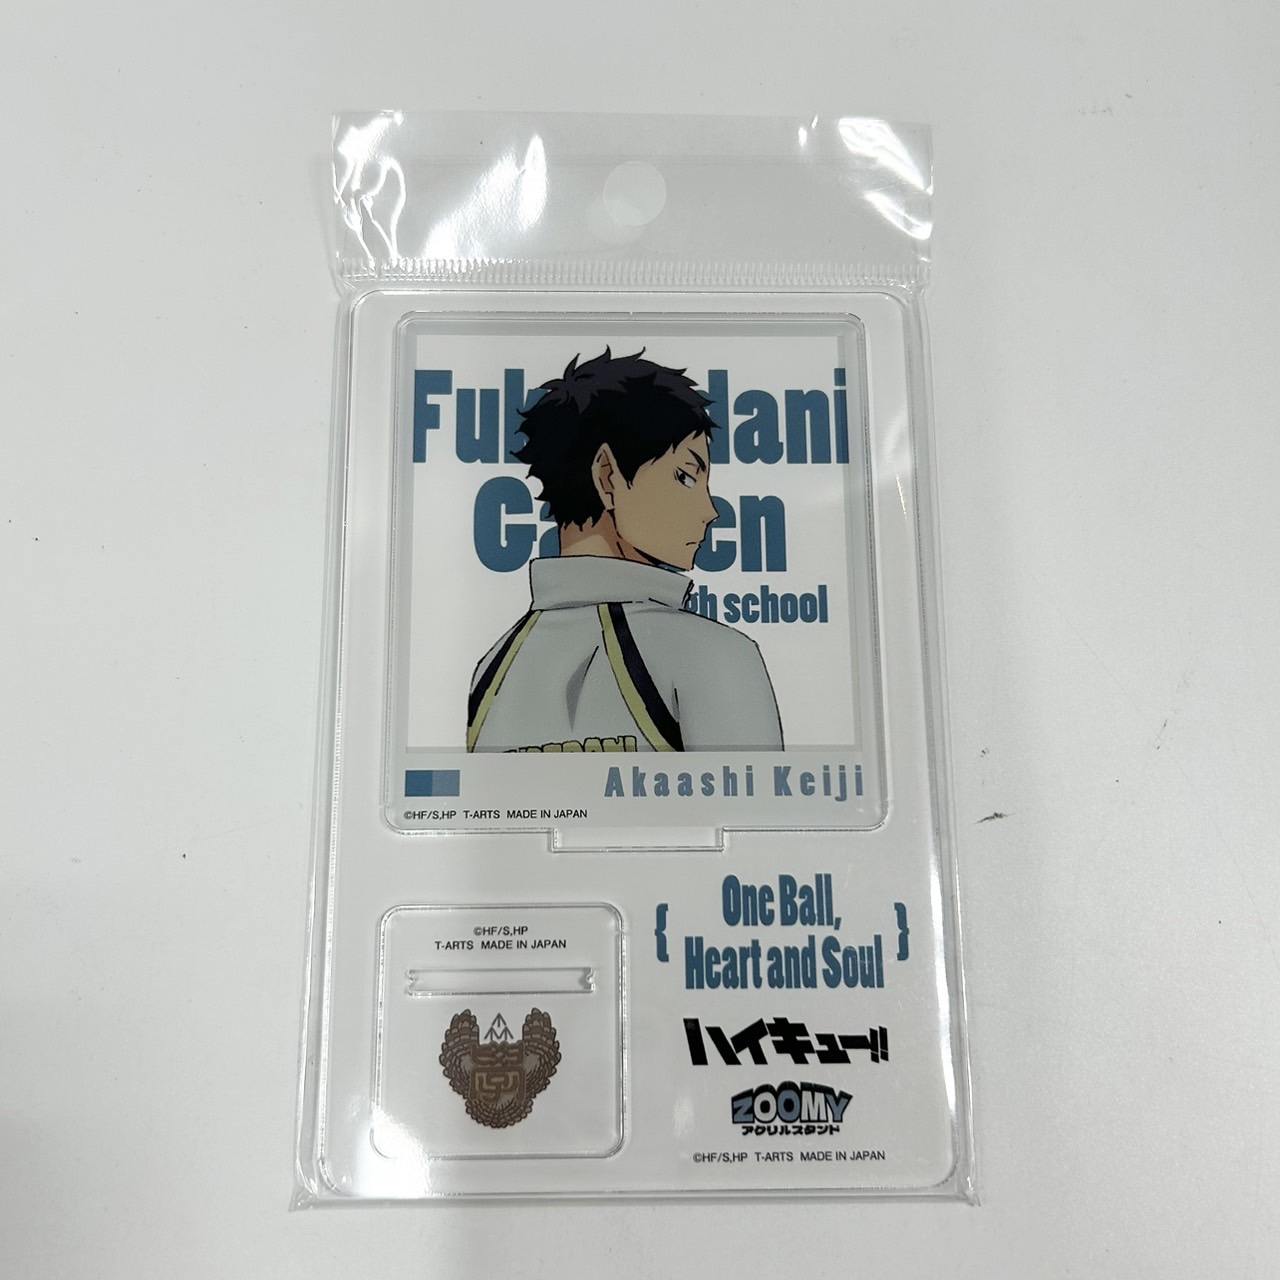 Fuk dani
Ga en
gh school
Akaashi Keiji
©HF/S,HP T-ARTS MADE IN JAPAN
©HF/S,HP
T-ARTS MADE IN JAPAN
{ One Ball,
Heart and Soul }
ハイキュー!!
ZOOMY
アクリルスタンド
©HF/S,HP T-ARTS MADE IN JAPAN